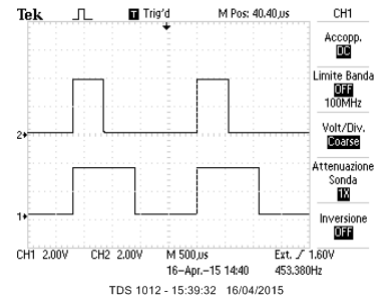 Tek T Trig'd M Pos: 40.40µs CH1
Accopp.
DC
Limite Banda
OFF
100MHz
Volt/Div.
Coarse
Attenuazione
Sonda
1X
Inversione
OFF
2
1
CH1 2.00V CH2 2.00V M 500µs Ext. 1.60V
16-Apr.-15 14:40 453.380Hz
TDS 1012 - 15:39:32 16/04/2015